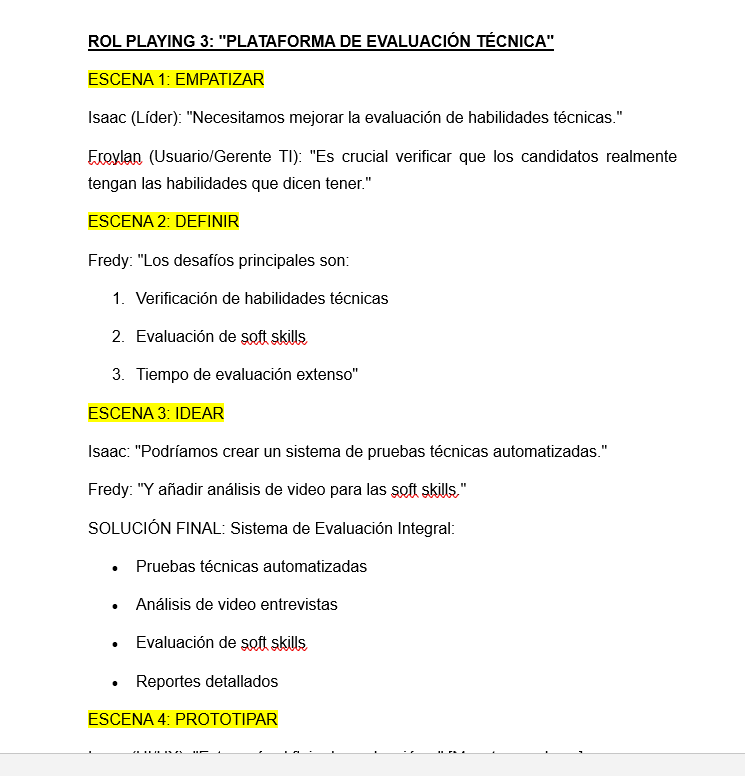 ROL PLAYING 3: "PLATAFORMA DE EVALUACIÓN TÉCNICA"
ESCENA 1: EMPATIZAR
Isaac (Líder): "Necesitamos mejorar la evaluación de habilidades técnicas."
Froylan (Usuario/Gerente TI): "Es crucial verificar que los candidatos realmente
tengan las habilidades que dicen tener."
ESCENA 2: DEFINIR
Fredy: "Los desafíos principales son:
1. Verificación de habilidades técnicas
2. Evaluación de soft skills
3. Tiempo de evaluación extenso"
ESCENA 3: IDEAR
Isaac: "Podríamos crear un sistema de pruebas técnicas automatizadas."
Fredy: "Y añadir análisis de video para las soft skills."
SOLUCIÓN FINAL: Sistema de Evaluación Integral:
• Pruebas técnicas automatizadas
• Análisis de video entrevistas
• Evaluación de soft skills
• Reportes detallados
ESCENA 4: PROTOTIPAR